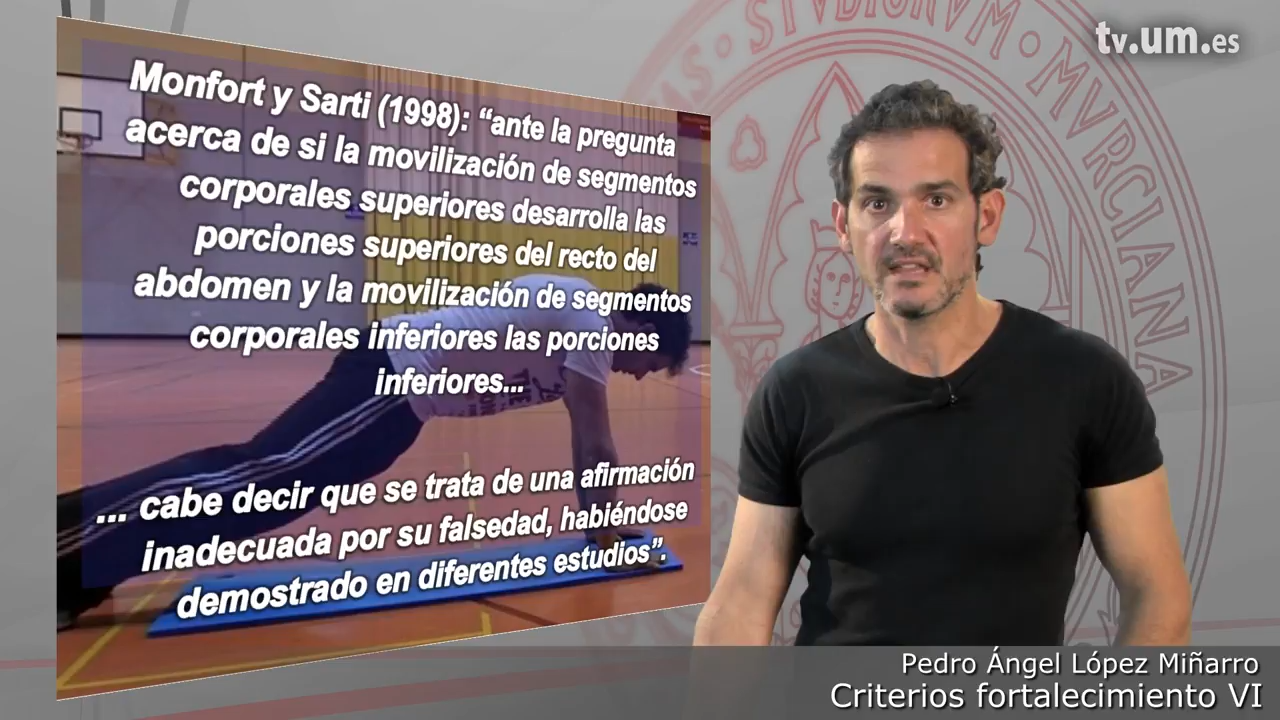 tv.um.es
STVDIORVM
MVRCIANA
Monfort y Sarti (1998): “ante la pregunta
acerca de si la movilización de segmentos
corporales superiores desarrolla las
porciones superiores del recto del
abdomen y la movilización de segmentos
corporales inferiores las porciones
inferiores...
... cabe decir que se trata de una afirmación
inadecuada por su falsedad, habiéndose
demostrado en diferentes estudios”.
Pedro Ángel López Miñarro
Criterios fortalecimiento VI